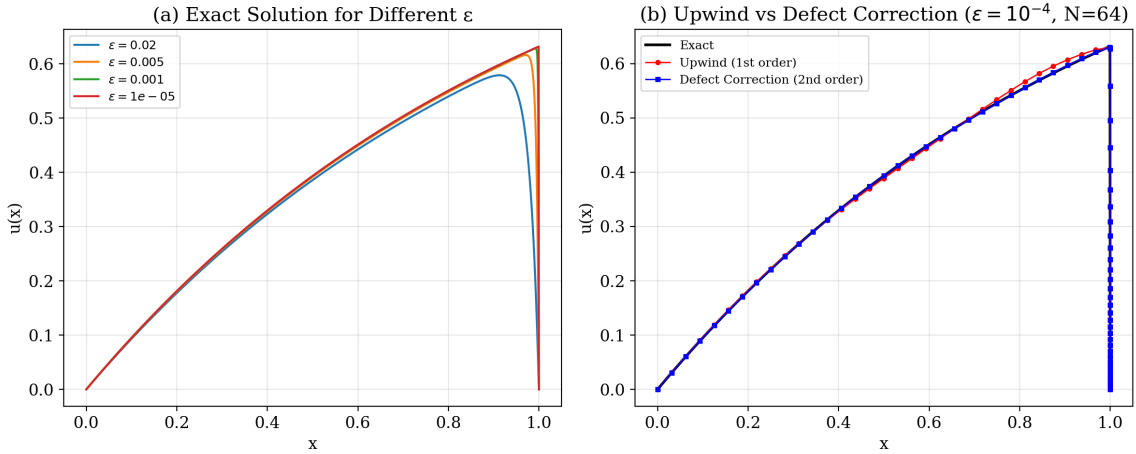 (a) Exact Solution for Different ε
ε = 0.02
ε = 0.005
ε = 0.001
ε = 1e − 05
0.6
0.5
0.4
0.3
0.2
0.1
0.0
u(x)
0.0 0.2 0.4 0.6 0.8 1.0
x
(b) Upwind vs Defect Correction (ε = 10⁻⁴, N=64)
Exact
Upwind (1st order)
Defect Correction (2nd order)
0.6
0.5
0.4
0.3
0.2
0.1
0.0
u(x)
0.0 0.2 0.4 0.6 0.8 1.0
x